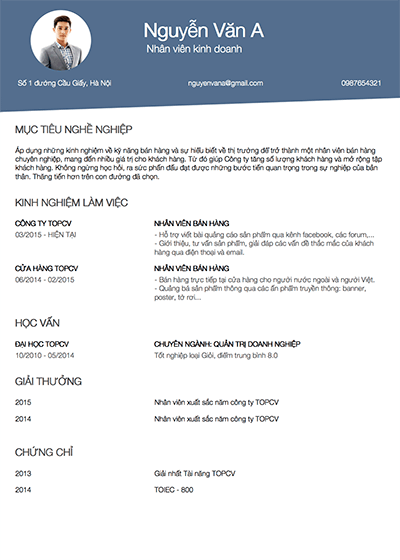 Nguyễn Văn A
Nhân viên kinh doanh
Số 1 đường Cầu Giấy, Hà Nội
nguyenvana@gmail.com
0987654321
MỤC TIÊU NGHỀ NGHIỆP
Áp dụng những kinh nghiệm về kỹ năng bán hàng và sự hiểu biết về thị trường để trở thành một nhân viên bán hàng
chuyên nghiệp, mang đến nhiều giá trị cho khách hàng. Từ đó giúp Công ty tăng số lượng khách hàng và mở rộng tập
khách hàng. Không ngừng học hỏi, ra sức phấn đấu đạt được những bước tiến quan trọng trong sự nghiệp của bản
thân. Thăng tiến hơn trên con đường đã chọn.
KINH NGHIỆM LÀM VIỆC
CÔNG TY TOPCV
NHÂN VIÊN BÁN HÀNG
03/2015 - HIỆN TẠI
- Hỗ trợ viết bài quảng cáo sản phẩm qua kênh facebook, các forum,...
- Giới thiệu, tư vấn sản phẩm, giải đáp các vấn đề thắc mắc của khách
hàng qua điện thoại và email.
CỬA HÀNG TOPCV
NHÂN VIÊN BÁN HÀNG
06/2014 - 02/2015
- Bán hàng trực tiếp tại cửa hàng cho người nước ngoài và người Việt.
- Quảng bá sản phẩm thông qua các ấn phẩm truyền thông: banner,
poster, tờ rơi...
HỌC VẤN
ĐẠI HỌC TOPCV
CHUYÊN NGÀNH: QUẢN TRỊ DOANH NGHIỆP
10/2010 - 05/2014
Tốt nghiệp loại Giỏi, điểm trung bình 8.0
GIẢI THƯỞNG
2015
Nhân viên xuất sắc năm công ty TOPCV
2014
Nhân viên xuất sắc năm công ty TOPCV
CHỨNG CHỈ
2013
Giải nhất Tài năng TOPCV
2014
TOIEC - 800